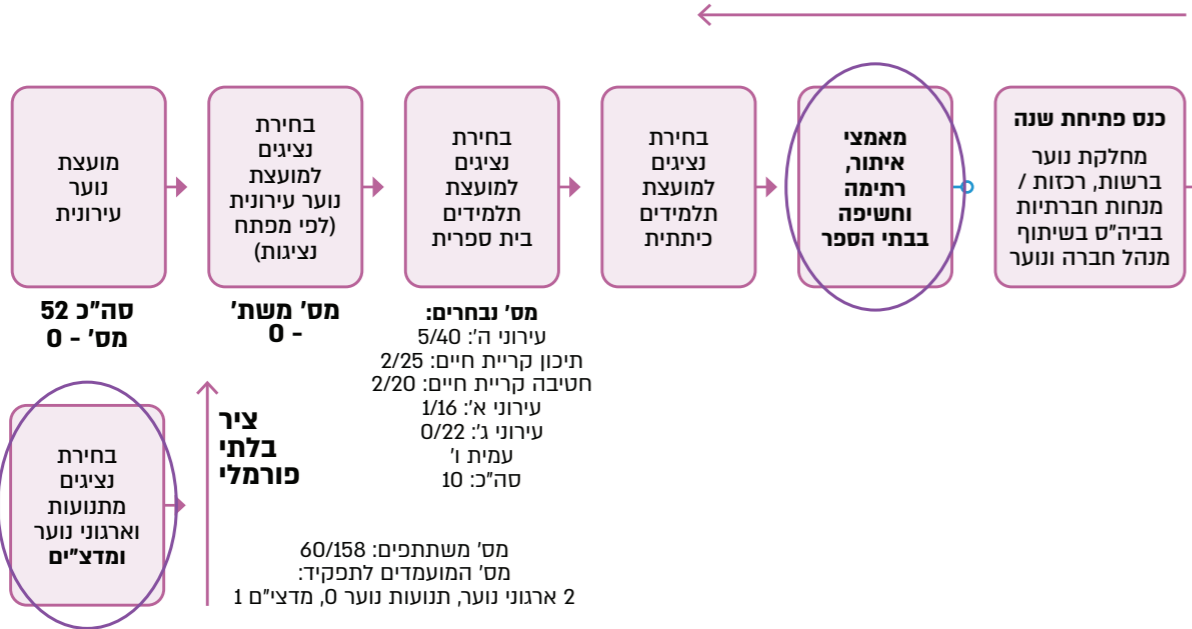 כנס פתיחת שנה
מחלקת נוער
ברשות, רכזות /
מנחות חברתיות
בביה"ס בשיתוף
מנהל חברה ונוער
מאמצי
איתור,
רתימה
וחשיפה
בבתי הספר
בחירת
נציגים
למועצת
תלמידים
כיתתית
בחירת
נציגים
למועצת
תלמידים
בית ספרית
בחירת
נציגים
למועצת
נוער עירונית
(לפי מפתח
נציגות)
מועצת
נוער
עירונית
מס' נבחרים:
עירוני ה': 5/40
תיכון קריית חיים: 2/25
חטיבה קריית חיים: 2/20
עירוני א': 1/16
עירוני ג': 0/22
עמית ו'
סה"כ: 10
מס' משת'
- 0
סה"כ 52
מס' - 0
ציר
בלתי
פורמלי
בחירת
נציגים
מתנועות
וארגוני נוער
ומדצ"ים
מס' משתתפים: 60/158
מס' המועמדים לתפקיד:
2 ארגוני נוער, תנועות נוער 0, מדצי"ם 1